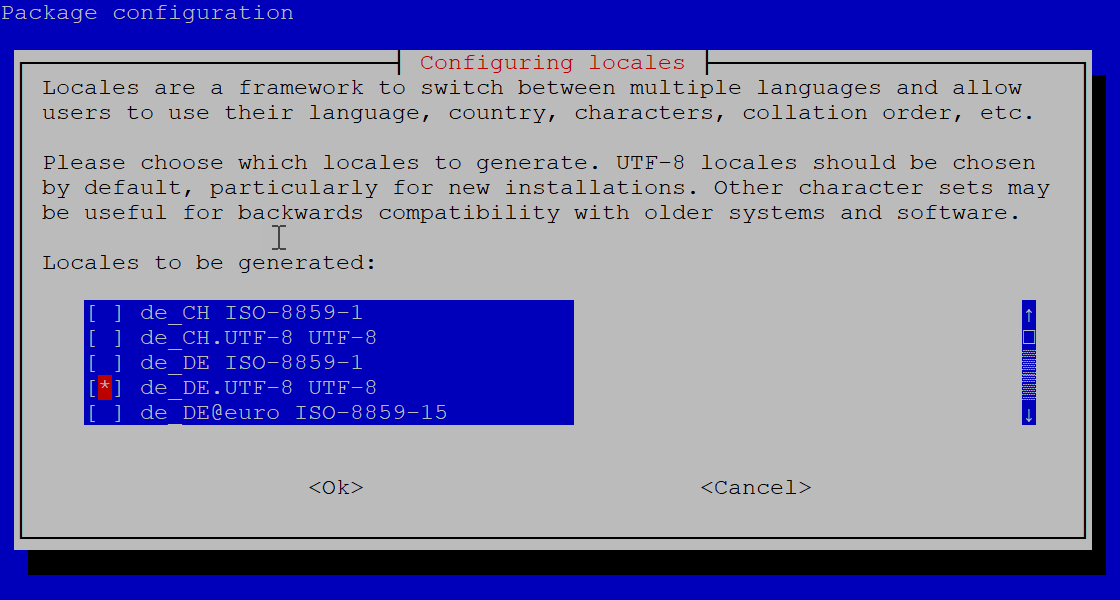 Package configuration
Configuring locales
Locales are a framework to switch between multiple languages and allow
users to use their language, country, characters, collation order, etc.
Please choose which locales to generate. UTF-8 locales should be chosen
by default, particularly for new installations. Other character sets may
be useful for backwards compatibility with older systems and software.
Locales to be generated:
[ ] de_CH ISO-8859-1
[ ] de_CH.UTF-8 UTF-8
[ ] de_DE ISO-8859-1
[*] de_DE.UTF-8 UTF-8
[ ] de_DE@euro ISO-8859-15
<Ok> <Cancel>